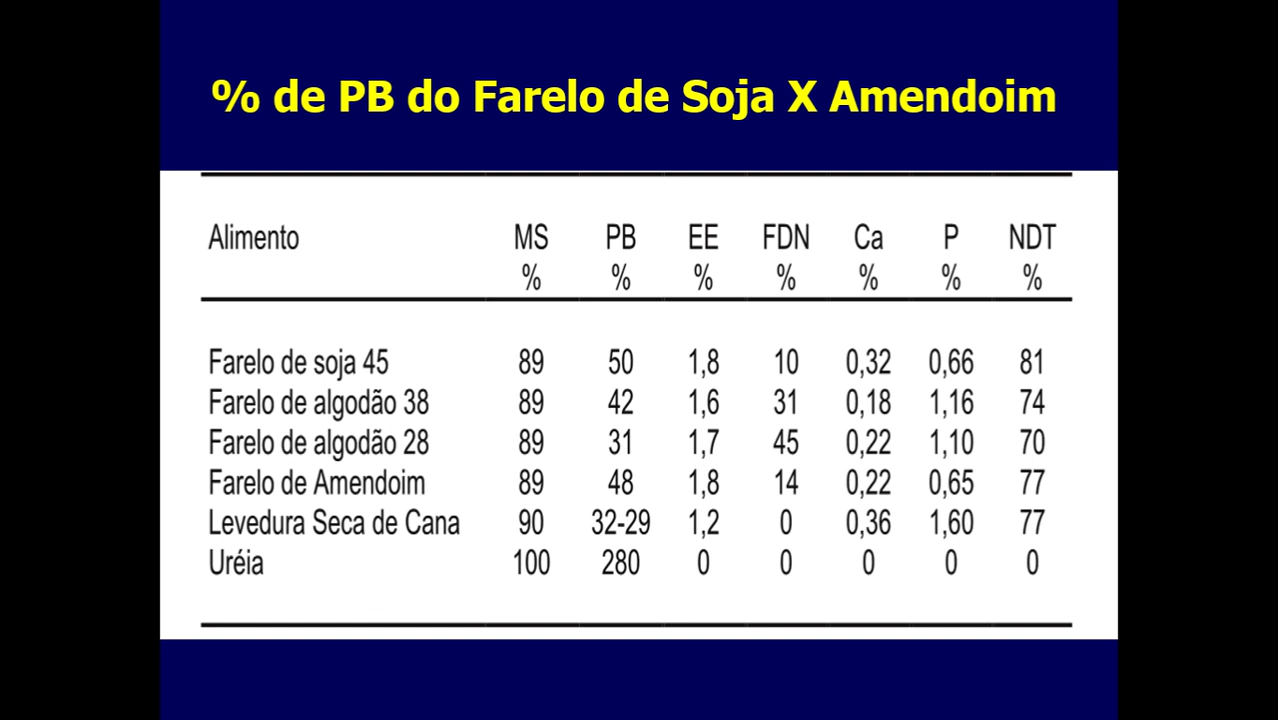 % de PB do Farelo de Soja X Amendoim
Alimento MS PB EE FDN Ca P NDT
% % % % % % %
Farelo de soja 45 89 50 1,8 10 0,32 0,66 81
Farelo de algodão 38 89 42 1,6 31 0,18 1,16 74
Farelo de algodão 28 89 31 1,7 45 0,22 1,10 70
Farelo de Amendoim 89 48 1,8 14 0,22 0,65 77
Levedura Seca de Cana 90 32-29 1,2 0 0,36 1,60 77
Uréia 100 280 0 0 0 0 0